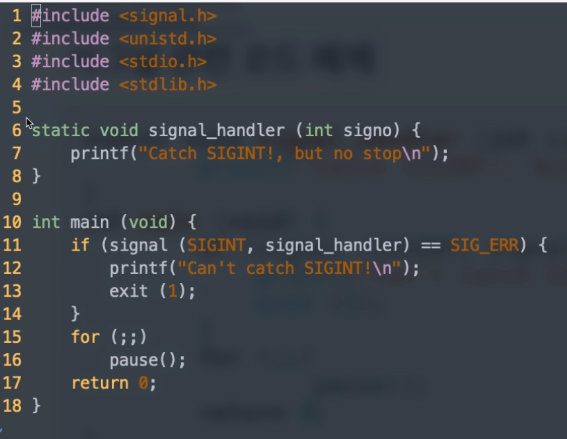 1 #include <signal.h>
2 #include <unistd.h>
3 #include <stdio.h>
4 #include <stdlib.h>
5
6 static void signal_handler (int signo) {
7     printf("Catch SIGINT!, but no stop\n");
8 }
9
10 int main (void) {
11     if (signal (SIGINT, signal_handler) == SIG_ERR) {
12         printf("Can't catch SIGINT!\n");
13         exit (1);
14     }
15     for (;;)
16         pause();
17     return 0;
18 }